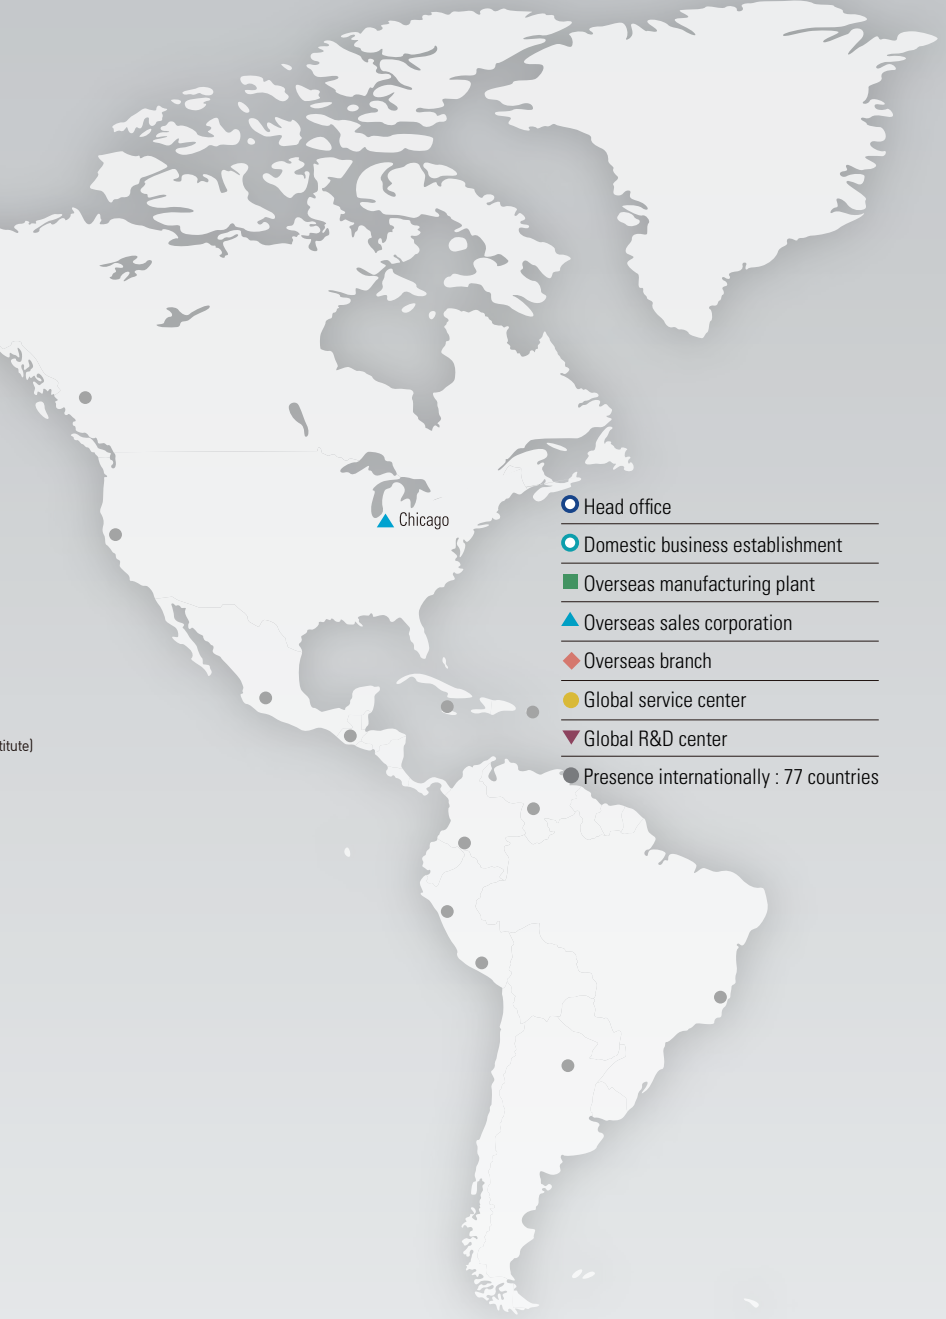 Chicago
Head office
Domestic business establishment
Overseas manufacturing plant
Overseas sales corporation
Overseas branch
Global service center
Global R&D center
titute)
Presence internationally : 77 countries